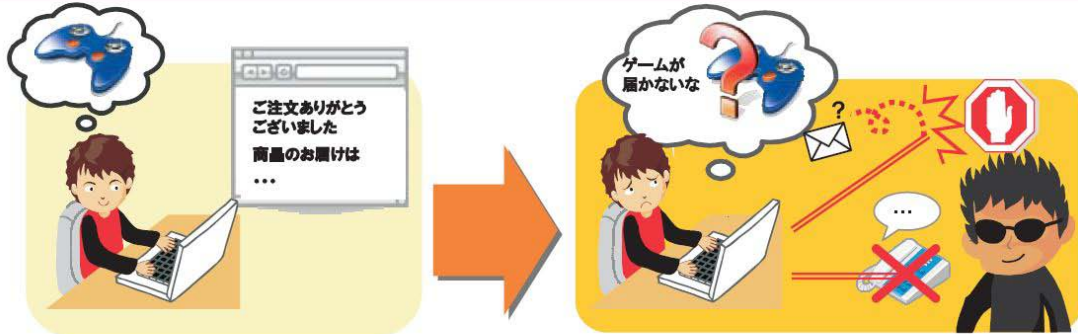 ご注文ありがとう
ございました
商品のお届けは
・・・
ゲームが
届かないな
?
?
…